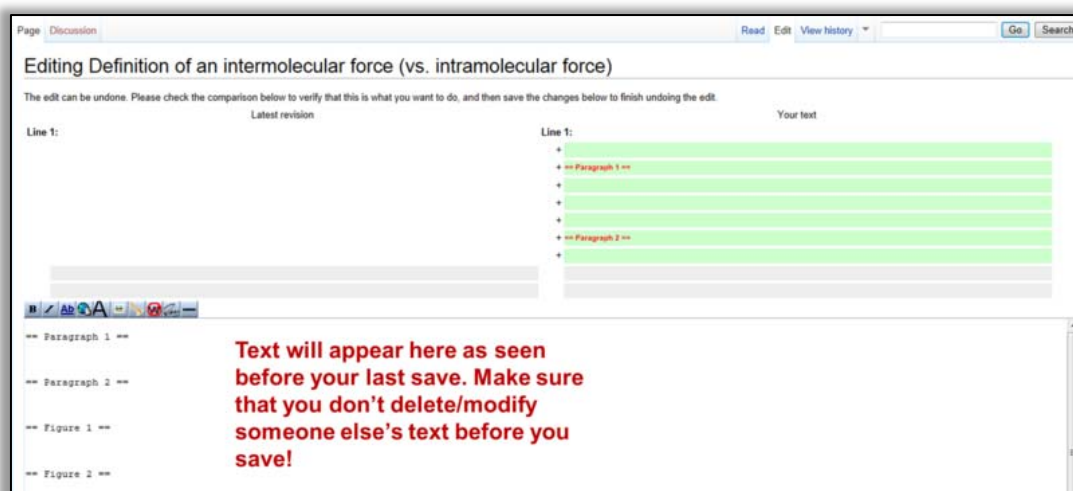 Page Discussion Read Edit View history Go Search
Editing Definition of an intermolecular force (vs. intramolecular force)
The edit can be undone. Please check the comparison below to verify that this is what you want to do, and then save the changes below to finish undoing the edit.
Latest revision Your text
Line 1: Line 1:
+
+ == Paragraph 1 ==
+
+
+
+ == Paragraph 2 ==
+
B I Ab A W
== Paragraph 1 ==
Text will appear here as seen
before your last save. Make sure
== Paragraph 2 ==
that you don't delete/modify
someone else's text before you
== Figure 1 ==
save!
== Figure 2 ==